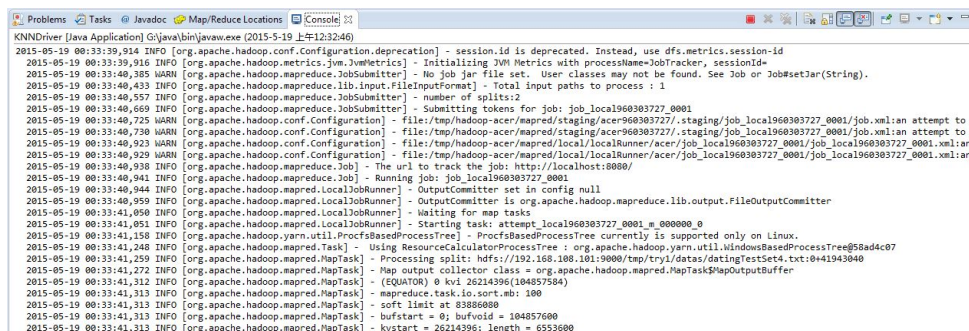 Problems Tasks @ Javadoc Map/Reduce Locations Console
KNNDriver [Java Application] G:\java\bin\javaw.exe (2015-5-19 上午12:32:46)
2015-05-19 00:33:39,914 INFO [org.apache.hadoop.conf.Configuration.deprecation] - session.id is deprecated. Instead, use dfs.metrics.session-id
2015-05-19 00:33:39,916 INFO [org.apache.hadoop.metrics.jvm.JvmMetrics] - Initializing JVM Metrics with processName=JobTracker, sessionId=
2015-05-19 00:33:40,385 WARN [org.apache.hadoop.mapreduce.JobSubmitter] - No job jar file set.  User classes may not be found. See Job or Job#setJar(String).
2015-05-19 00:33:40,433 INFO [org.apache.hadoop.mapreduce.lib.input.FileInputFormat] - Total input paths to process : 1
2015-05-19 00:33:40,557 INFO [org.apache.hadoop.mapreduce.JobSubmitter] - number of splits:2
2015-05-19 00:33:40,669 INFO [org.apache.hadoop.mapreduce.JobSubmitter] - Submitting tokens for job: job_local960303727_0001
2015-05-19 00:33:40,725 WARN [org.apache.hadoop.conf.Configuration] - file:/tmp/hadoop-acer/mapred/staging/acer960303727/.staging/job_local960303727_0001/job.xml:an attempt to
2015-05-19 00:33:40,730 WARN [org.apache.hadoop.conf.Configuration] - file:/tmp/hadoop-acer/mapred/staging/acer960303727/.staging/job_local960303727_0001/job.xml:an attempt to
2015-05-19 00:33:40,923 WARN [org.apache.hadoop.conf.Configuration] - file:/tmp/hadoop-acer/mapred/local/localRunner/acer/job_local960303727_0001/job_local960303727_0001.xml:an
2015-05-19 00:33:40,929 WARN [org.apache.hadoop.conf.Configuration] - file:/tmp/hadoop-acer/mapred/local/localRunner/acer/job_local960303727_0001/job_local960303727_0001.xml:an
2015-05-19 00:33:40,938 INFO [org.apache.hadoop.mapreduce.Job] - The url to track the job: http://localhost:8080/
2015-05-19 00:33:40,941 INFO [org.apache.hadoop.mapreduce.Job] - Running job: job_local960303727_0001
2015-05-19 00:33:40,944 INFO [org.apache.hadoop.mapred.LocalJobRunner] - OutputCommitter set in config null
2015-05-19 00:33:40,959 INFO [org.apache.hadoop.mapred.LocalJobRunner] - OutputCommitter is org.apache.hadoop.mapreduce.lib.output.FileOutputCommitter
2015-05-19 00:33:41,050 INFO [org.apache.hadoop.mapred.LocalJobRunner] - Waiting for map tasks
2015-05-19 00:33:41,051 INFO [org.apache.hadoop.mapred.LocalJobRunner] - Starting task: attempt_local960303727_0001_m_000000_0
2015-05-19 00:33:41,158 INFO [org.apache.hadoop.yarn.util.ProcfsBasedProcessTree] - ProcfsBasedProcessTree currently is supported only on Linux.
2015-05-19 00:33:41,248 INFO [org.apache.hadoop.mapred.Task] -  Using ResourceCalculatorProcessTree : org.apache.hadoop.yarn.util.WindowsBasedProcessTree@58ad4c07
2015-05-19 00:33:41,259 INFO [org.apache.hadoop.mapred.MapTask] - Processing split: hdfs://192.168.108.101:9000/tmp/try1/datas/datingTestSet4.txt:0+41943040
2015-05-19 00:33:41,272 INFO [org.apache.hadoop.mapred.MapTask] - Map output collector class = org.apache.hadoop.mapred.MapTask$MapOutputBuffer
2015-05-19 00:33:41,312 INFO [org.apache.hadoop.mapred.MapTask] - (EQUATOR) 0 kvi 26214396(104857584)
2015-05-19 00:33:41,313 INFO [org.apache.hadoop.mapred.MapTask] - mapreduce.task.io.sort.mb: 100
2015-05-19 00:33:41,313 INFO [org.apache.hadoop.mapred.MapTask] - soft limit at 83886080
2015-05-19 00:33:41,313 INFO [org.apache.hadoop.mapred.MapTask] - bufstart = 0; bufvoid = 104857600
2015-05-19 00:33:41,313 INFO [org.apache.hadoop.mapred.MapTask] - kvstart = 26214396; length = 6553600